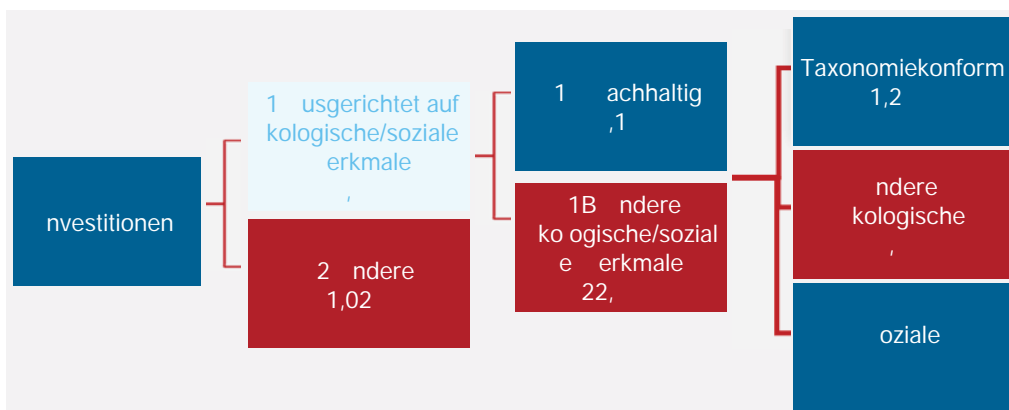 nvestitionen
1 usgerichtet auf
kologische/soziale
erkmale
,
2 ndere
1,02
1 achhaltig
,1
1B ndere
ko ogische/sozial
e erkmale
22,
Taxonomiekonform
1,2
ndere
kologische
,
oziale